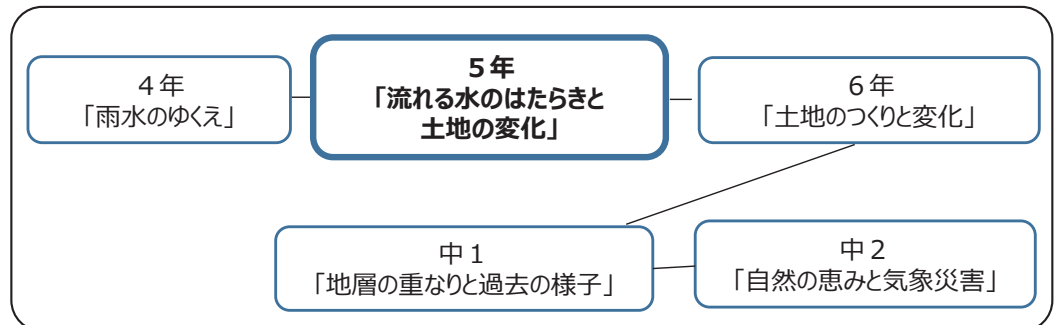 4年
「雨水のゆくえ」
5年
「流れる水のはたらきと
土地の変化」
6年
「土地のつくりと変化」
中1
「地層の重なりと過去の様子」
中2
「自然の恵みと気象災害」